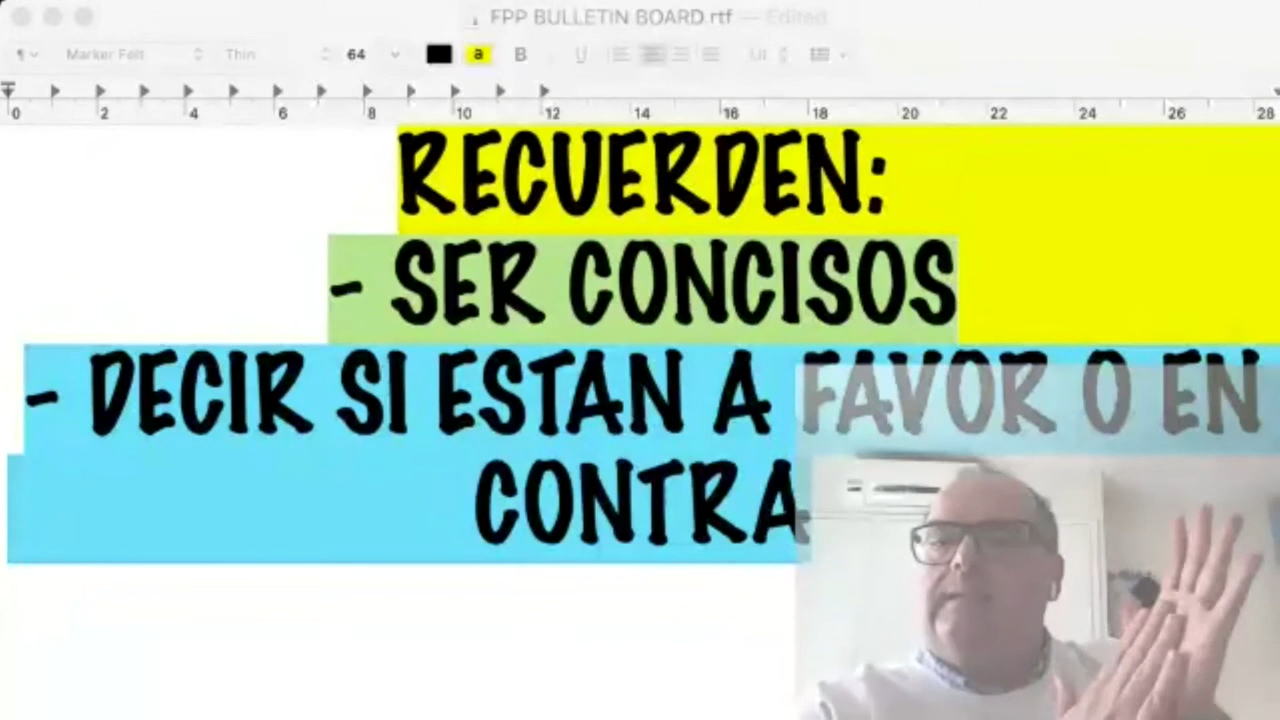 FPP BULLETIN BOARD.rtf — Edited
Marker Felt Thin 64 a B U
0 2 4 6 8 10 12 14 16 18 20 22 24 26 28
RECUERDEN:
- SER CONCISOS
- DECIR SI ESTAN A FAVOR O EN
CONTRA